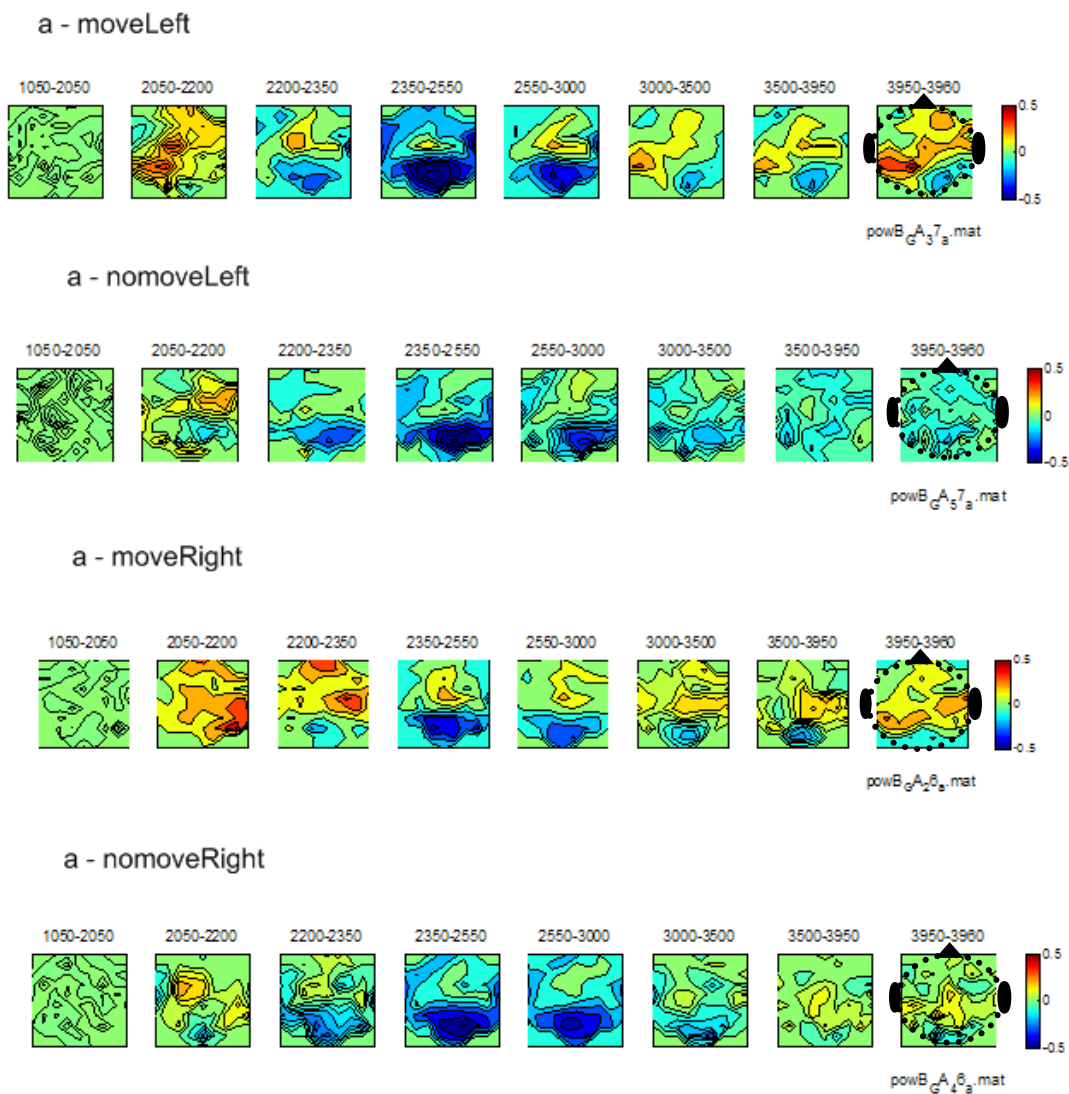 a - moveLeft
1050-2050 2050-2200 2200-2350 2350-2550 2550-3000 3000-3500 3500-3950 3950-3960
0.5
0
-0.5
powB_GA_37_a.mat
a - nomoveLeft
1050-2050 2050-2200 2200-2350 2350-2550 2550-3000 3000-3500 3500-3950 3950-3960
0.5
0
-0.5
powB_GA_57_a.mat
a - moveRight
1050-2050 2050-2200 2200-2350 2350-2550 2550-3000 3000-3500 3500-3950 3950-3960
0.5
0
-0.5
powB_GA_26_a.mat
a - nomoveRight
1050-2050 2050-2200 2200-2350 2350-2550 2550-3000 3000-3500 3500-3950 3950-3960
0.5
0
-0.5
powB_GA_46_a.mat